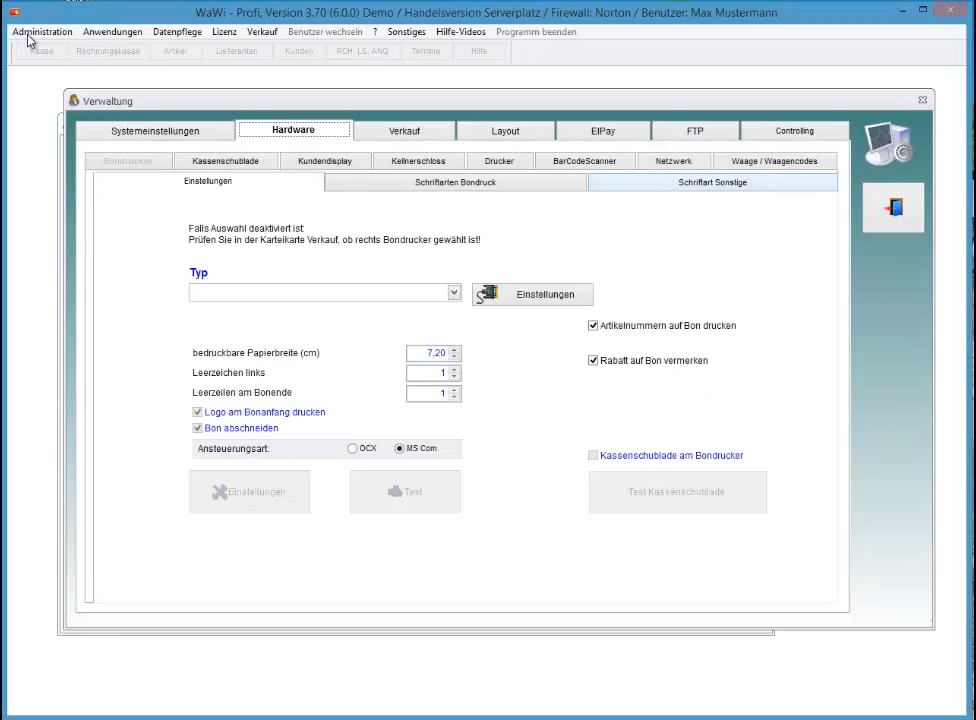 WaWi - Profi, Version 3.70 (6.0.0) Demo / Handelsversion Serverplatz / Firewall: Norton / Benutzer: Max Mustermann
Administration Anwendungen Datenpflege Lizenz Verkauf Benutzer wechseln ? Sonstiges Hilfe-Videos Programm beenden
Kasse Rechnungskasse Artikel Lieferanten Kunden RCH, LS, ANG Termine Hilfe
Verwaltung
Systemeinstellungen Hardware Verkauf Layout ElPay FTP Controlling
Bondrucker Kassenschublade Kundendisplay Kellnerschloss Drucker BarCodeScanner Netzwerk Waage / Waagencodes
Einstellungen Schriftarten Bondruck Schriftart Sonstige
Falls Auswahl deaktiviert ist:
Prüfen Sie in der Karteikarte Verkauf, ob rechts Bondrucker gewählt ist!
Typ
Einstellungen
Artikelnummern auf Bon drucken
bedruckbare Papierbreite (cm) 7,20
Rabatt auf Bon vermerken
Leerzeichen links 1
Leerzeilen am Bonende 1
Logo am Bonanfang drucken
Bon abschneiden
Ansteuerungsart: OCX MS Com
Kassenschublade am Bondrucker
Einstellungen Test Test Kassenschublade